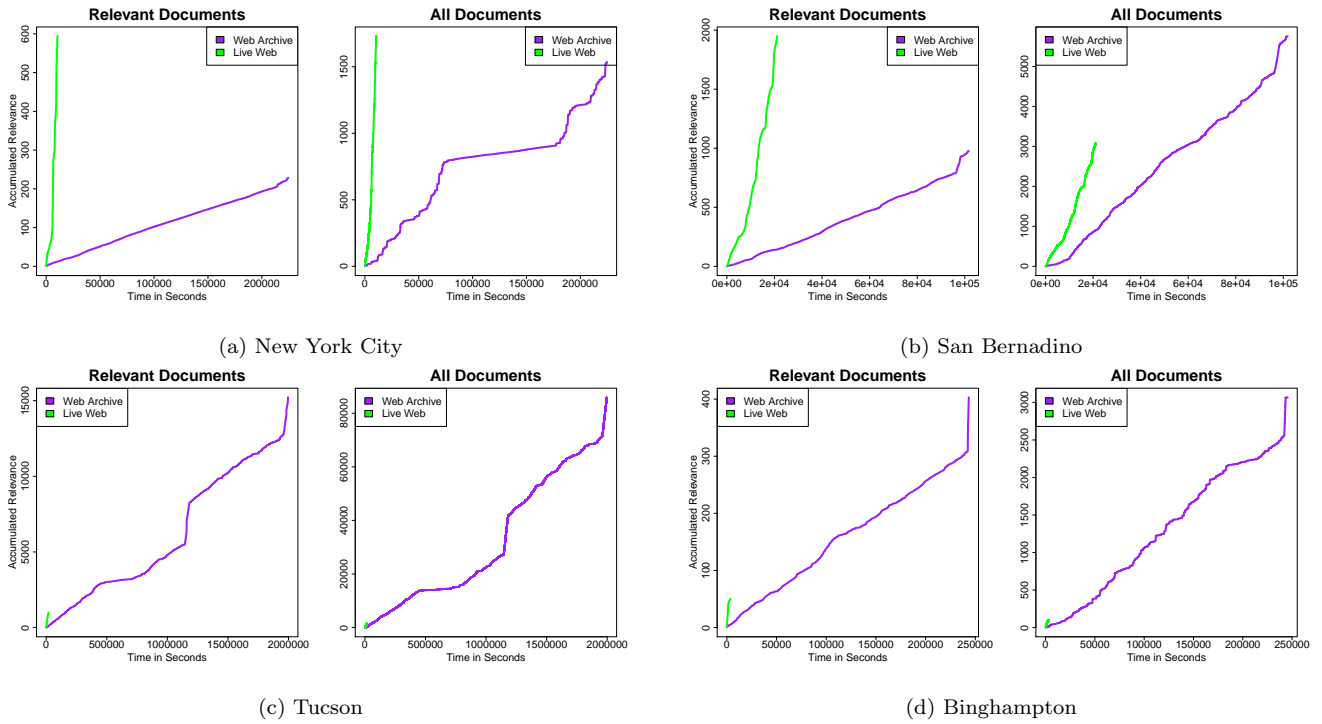 Relevant Documents
600
500
400
300
200
100
0
Accumulated Relevance
Web Archive
Live Web
0 50000 100000 150000 200000
Time in Seconds
All Documents
1500
1000
500
0
Web Archive
Live Web
0 50000 100000 150000 200000
Time in Seconds
(a) New York City
Relevant Documents
2000
1500
1000
500
0
Accumulated Relevance
Web Archive
Live Web
0e+00 2e+04 4e+04 6e+04 8e+04 1e+05
Time in Seconds
All Documents
5000
4000
3000
2000
1000
0
Web Archive
Live Web
0e+00 2e+04 4e+04 6e+04 8e+04 1e+05
Time in Seconds
(b) San Bernadino
Relevant Documents
150000
10000
5000
0
Accumulated Relevance
Web Archive
Live Web
0 500000 1000000 1500000 2000000
Time in Seconds
All Documents
80000
60000
40000
20000
0
Web Archive
Live Web
0 500000 1000000 1500000 2000000
Time in Seconds
(c) Tucson
Relevant Documents
400
300
200
100
0
Accumulated Relevance
Web Archive
Live Web
0 50000 100000 150000 200000 250000
Time in Seconds
All Documents
3000
2500
2000
1500
1000
500
0
Web Archive
Live Web
0 50000 100000 150000 200000 250000
Time in Seconds
(d) Binghampton